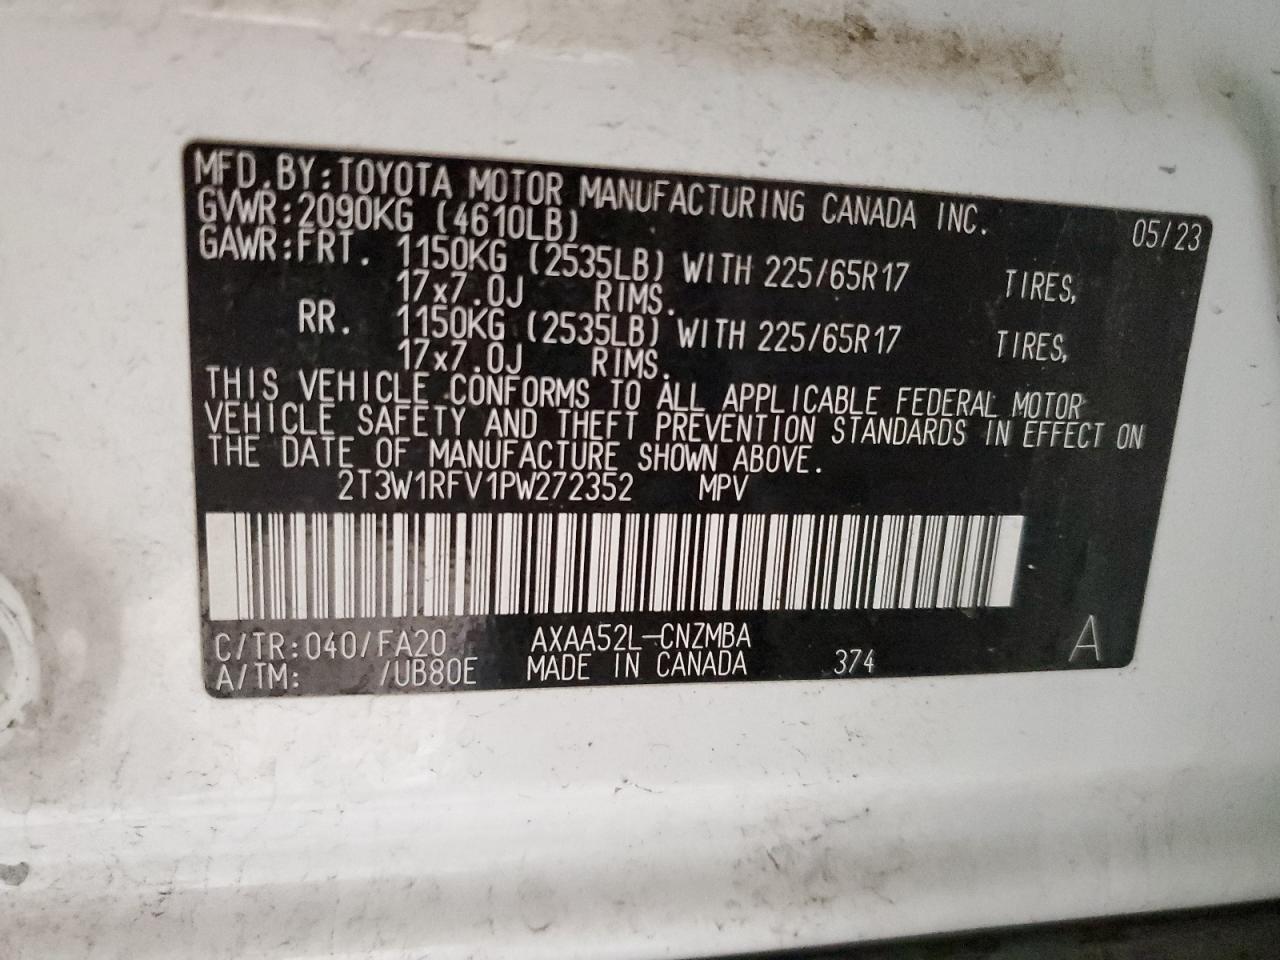 MFD.BY:TOYOTA MOTOR MANUFACTURING CANADA INC. 05/23
GVWR:2090KG (4610LB)
GAWR:FRT. 1150KG (2535LB) WITH 225/65R17 TIRES,
17x7.0J RIMS.
RR. 1150KG (2535LB) WITH 225/65R17 TIRES,
17x7.0J RIMS.
THIS VEHICLE CONFORMS TO ALL APPLICABLE FEDERAL MOTOR
VEHICLE SAFETY AND THEFT PREVENTION STANDARDS IN EFFECT ON
THE DATE OF MANUFACTURE SHOWN ABOVE.
2T3W1RFV1PW272352 MPV
C/TR:040/FA20 AXAA52L-CNZMBA A
A/TM: /UB80E MADE IN CANADA 374